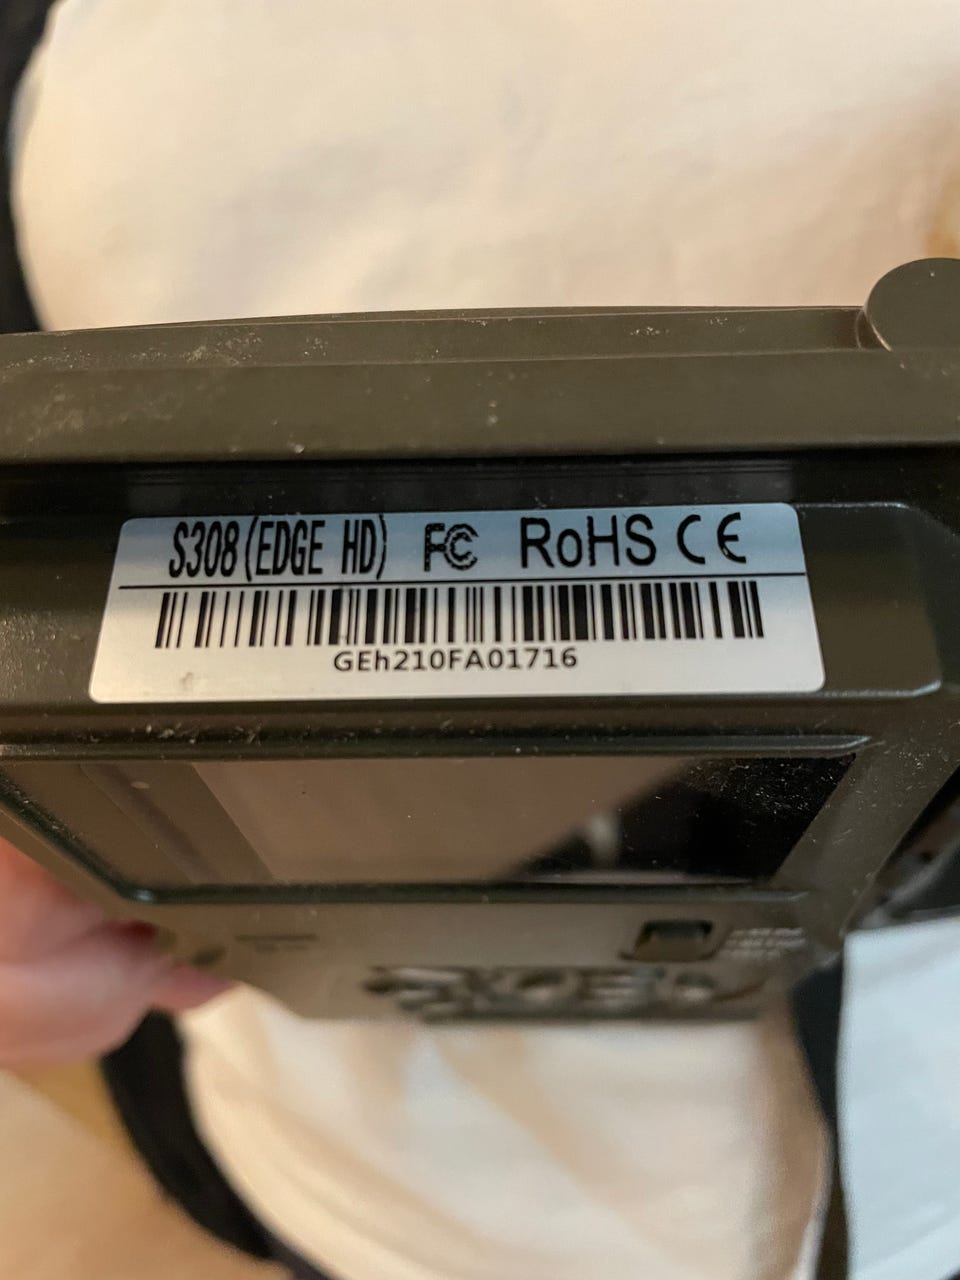 S308(EDGE HD) FC RoHS CE
GEh210FA01716